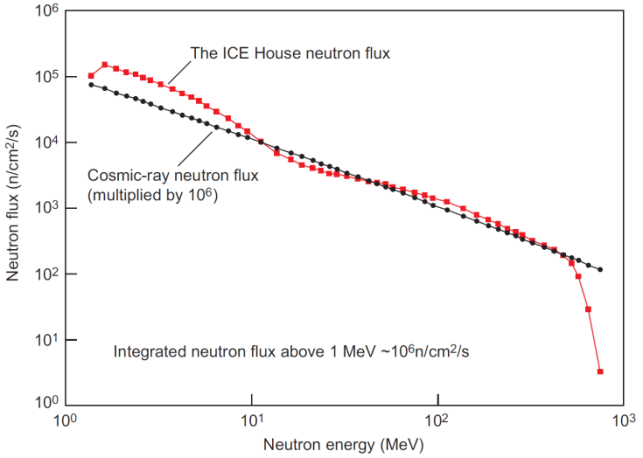 10⁶
10⁵
10⁴
10³
10²
10¹
10⁰
Neutron flux (n/cm2/s)
The ICE House neutron flux
Cosmic-ray neutron flux
(multiplied by 10⁶)
Integrated neutron flux above 1 MeV ~10⁶n/cm²/s
10⁰
10¹
10²
10³
Neutron energy (MeV)